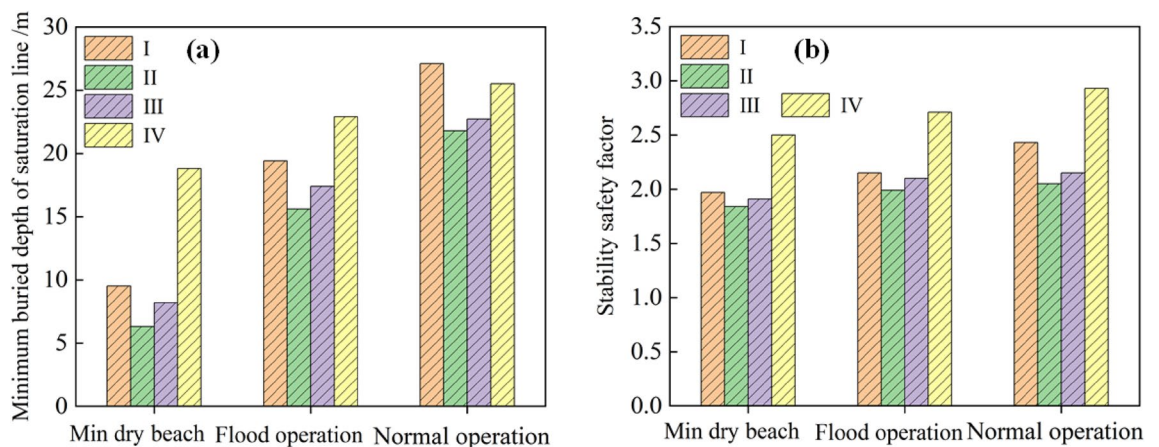 Minimum buried depth of saturation line /m
30
25
20
15
10
5
0
I
II
III
IV
(a)
Min dry beach
Flood operation
Normal operation
Stability safety factor
3.5
3.0
2.5
2.0
1.5
1.0
0.5
0.0
I
II
III
IV
(b)
Min dry beach
Flood operation
Normal operation